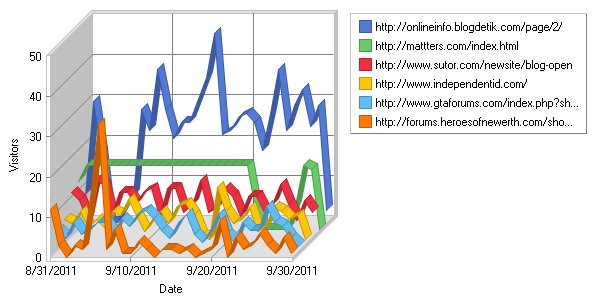 50
40
30
20
10
0
Visitors
8/31/2011 9/10/2011 9/20/2011 9/30/2011
Date
http://onlineinfo.blogdetik.com/page/2/
http://mattters.com/index.html
http://www.sutor.com/newsite/blog-open
http://www.independentid.com/
http://www.gtaforums.com/index.php?sh...
http://forums.heroesofnewerth.com/sho...